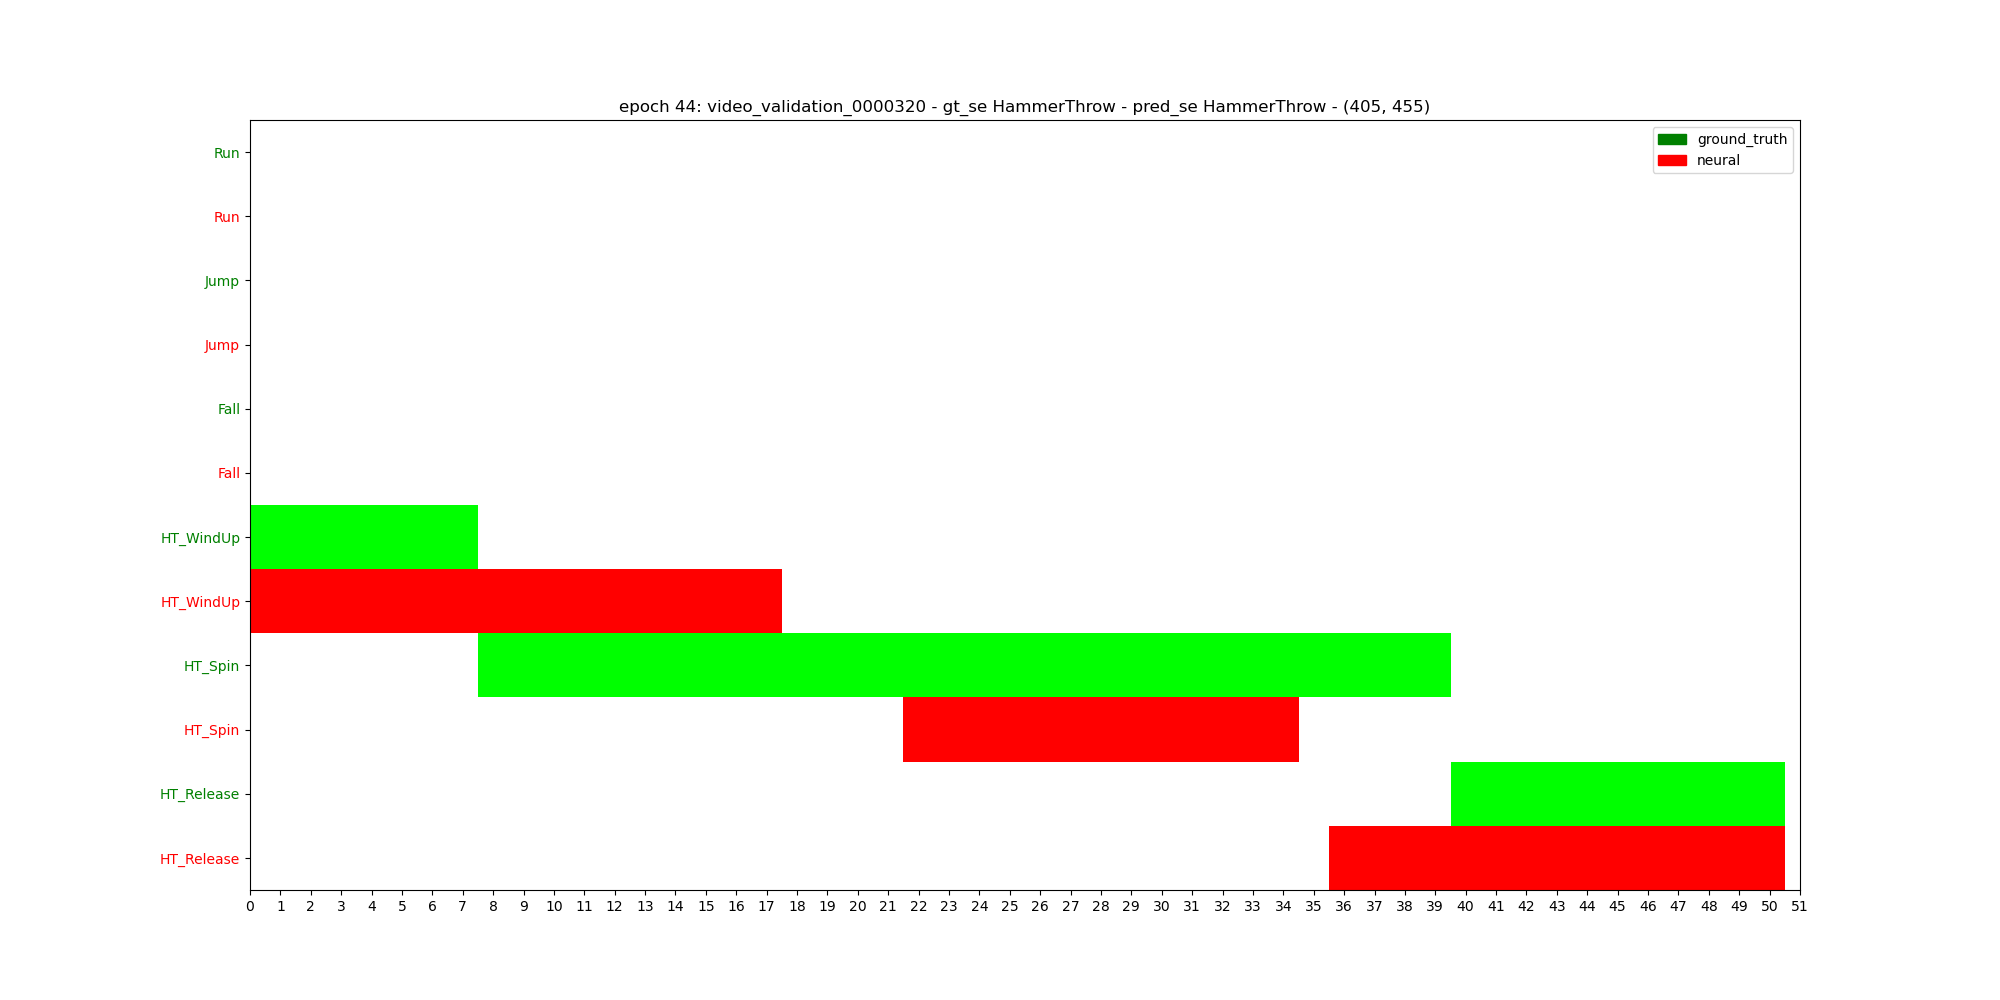 epoch 44: video_validation_0000320 - gt_se HammerThrow - pred_se HammerThrow - (405, 455)
ground_truth
neural
Run
Run
Jump
Jump
Fall
Fall
HT_WindUp
HT_WindUp
HT_Spin
HT_Spin
HT_Release
HT_Release
0 1 2 3 4 5 6 7 8 9 10 11 12 13 14 15 16 17 18 19 20 21 22 23 24 25 26 27 28 29 30 31 32 33 34 35 36 37 38 39 40 41 42 43 44 45 46 47 48 49 50 51